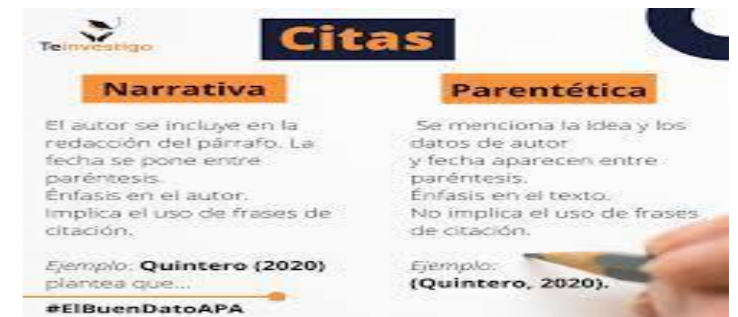 Teinvestigo
Citas
Narrativa
El autor se incluye en la
redacción del párrafo. La
fecha se pone entre
paréntesis.
Énfasis en el autor.
Implica el uso de frases de
citación.
Ejemplo: Quintero (2020)
plantea que...
#ElBuenDatoAPA
Parentética
Se menciona la idea y los
datos de autor
y fecha aparecen entre
paréntesis.
Énfasis en el texto.
No implica el uso de frases
de citación.
Ejemplo:
(Quintero, 2020).